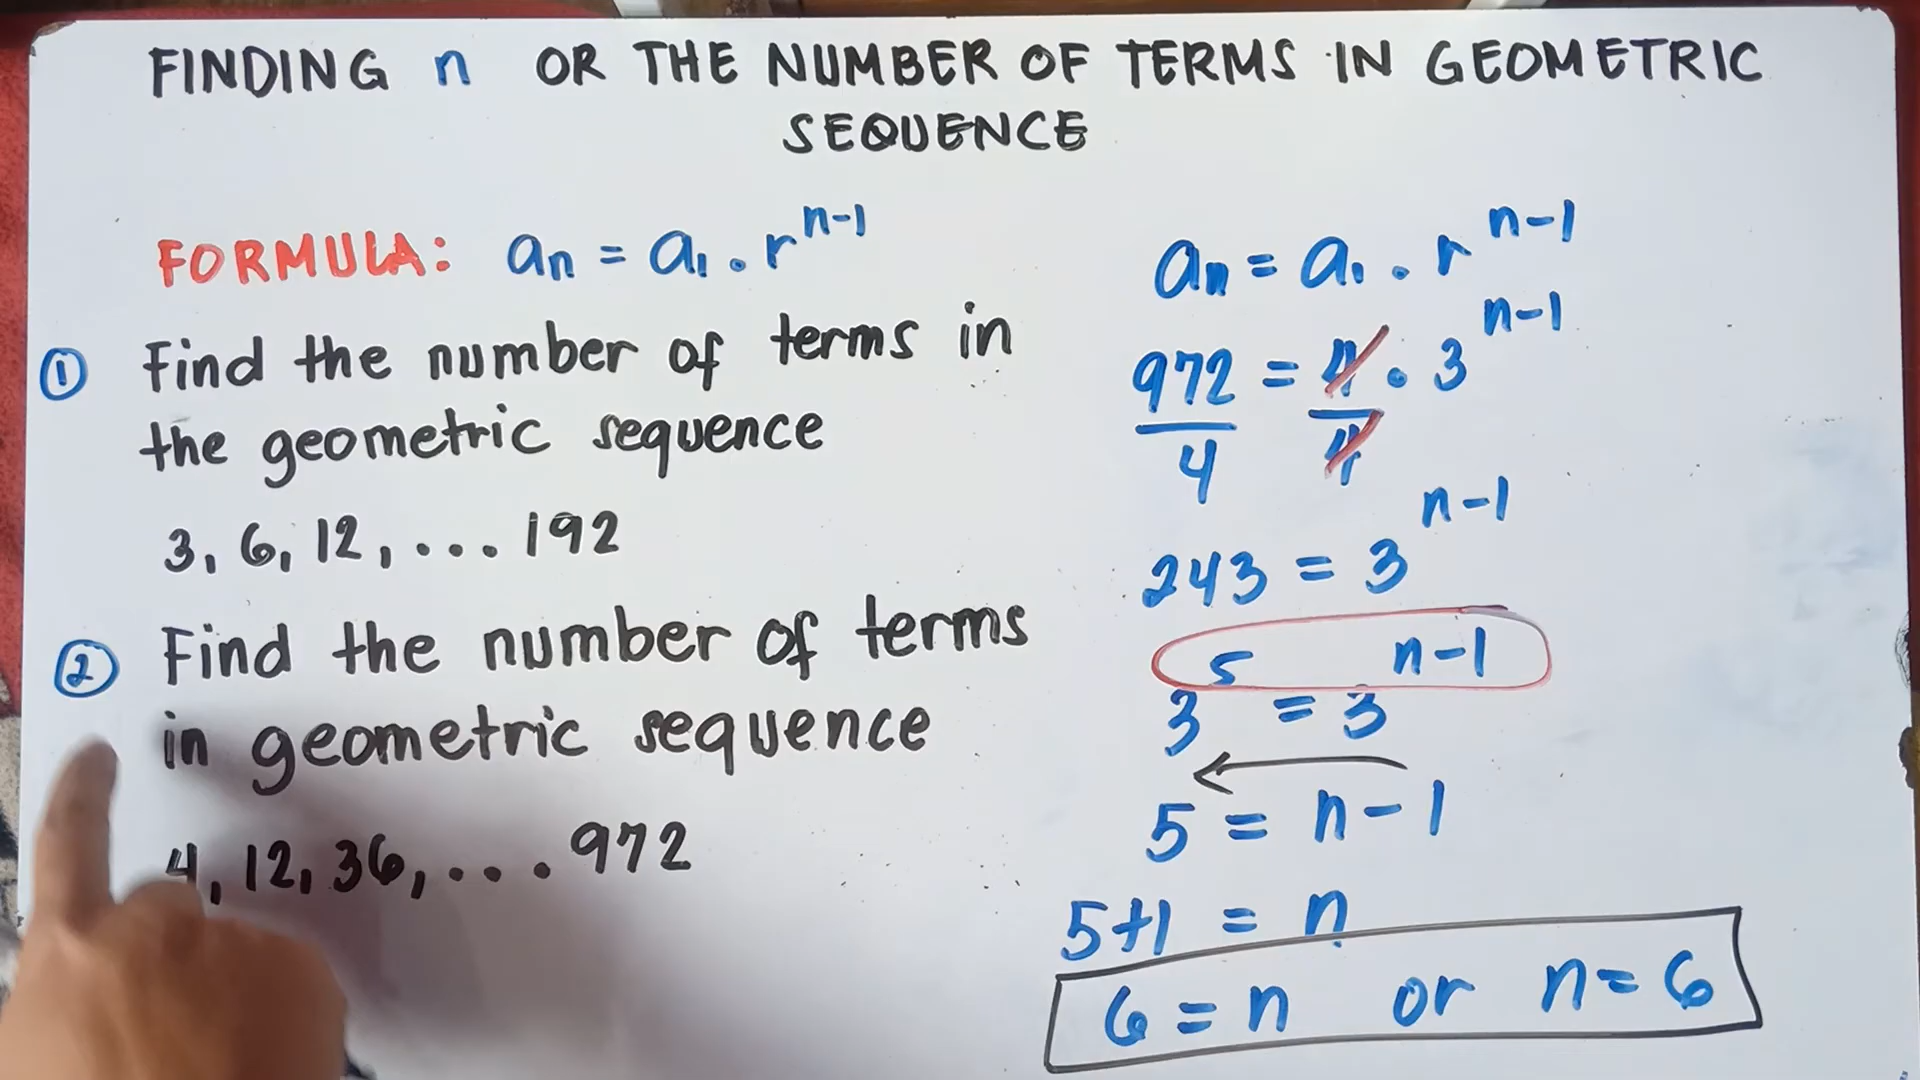 FINDING n OR THE NUMBER OF TERMS IN GEOMETRIC
SEQUENCE
FORMULA: aₙ = a₁ . r^(n-1)
① Find the number of terms in
the geometric sequence
3, 6, 12, ... 192
② Find the number of terms
in geometric sequence
4, 12, 36, ... 972
aₙ = a₁ . r^(n-1)
972 = 4 . 3^(n-1)
4 4
243 = 3^(n-1)
3^5 = 3^(n-1)
5 = n-1
5+1 = n
6 = n or n = 6